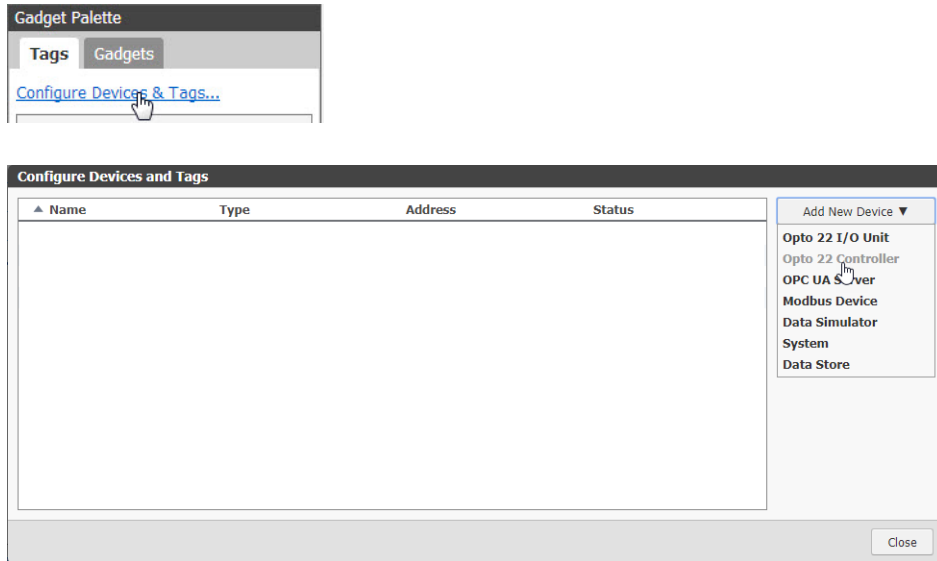 Gadget Palette
Tags Gadgets
Configure Devices & Tags...
Configure Devices and Tags
▲ Name Type Address Status
Add New Device ▼
Opto 22 I/O Unit
Opto 22 Controller
OPC UA Server
Modbus Device
Data Simulator
System
Data Store
Close